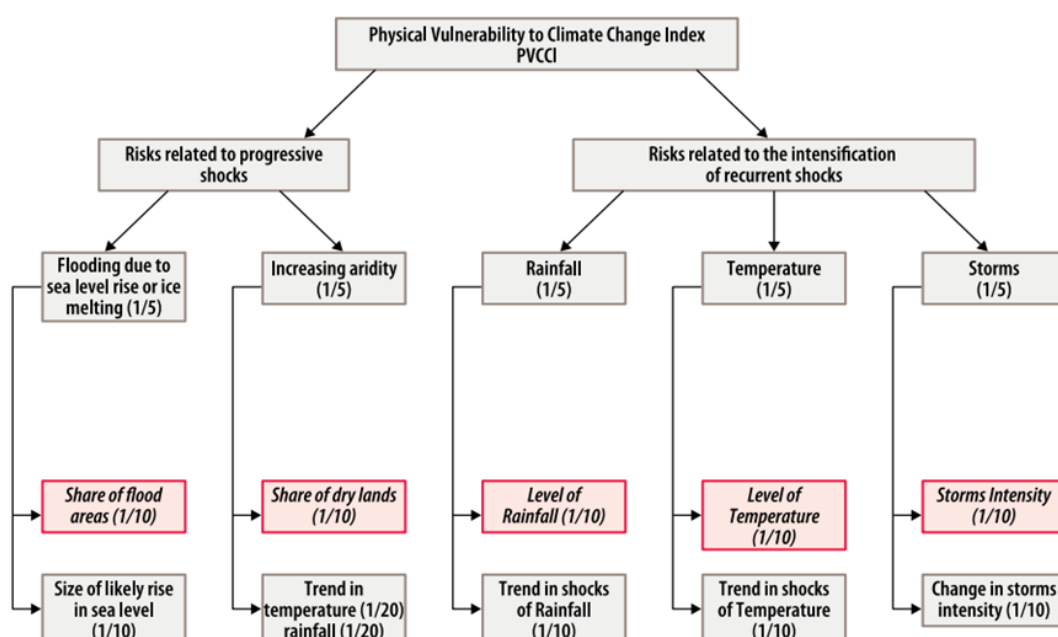 Physical Vulnerability to Climate Change Index
PVCCI
Risks related to progressive
shocks
Risks related to the intensification
of recurrent shocks
Flooding due to
sea level rise or ice
melting (1/5)
Increasing aridity
(1/5)
Rainfall
(1/5)
Temperature
(1/5)
Storms
(1/5)
Share of flood
areas (1/10)
Share of dry lands
(1/10)
Level of
Rainfall (1/10)
Level of
Temperature
(1/10)
Storms Intensity
(1/10)
Size of likely rise
in sea level
(1/10)
Trend in
temperature (1/20)
rainfall (1/20)
Trend in shocks
of Rainfall
(1/10)
Trend in shocks
of Temperature
(1/10)
Change in storms
intensity (1/10)